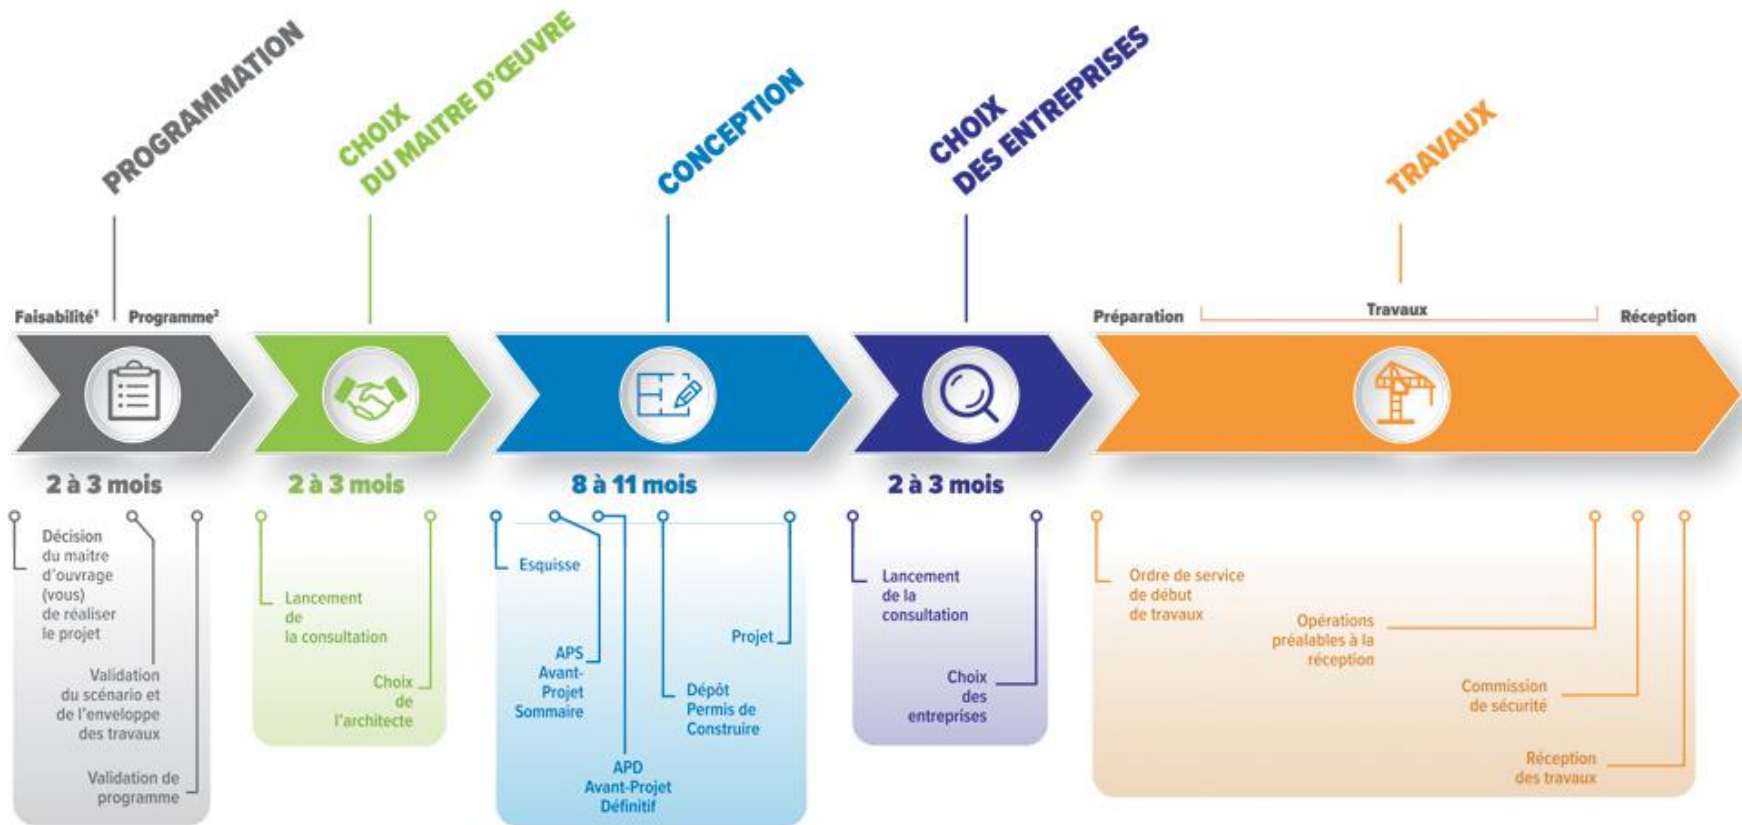 PROGRAMMATION
CHOIX
DU MAITRE D'ŒUVRE
CONCEPTION
CHOIX
DES ENTREPRISES
TRAVAUX
Faisabilité¹
Programme²
Préparation
Travaux
Réception
2 à 3 mois
2 à 3 mois
8 à 11 mois
2 à 3 mois
Décision
du maitre
d'ouvrage
(vous)
de réaliser
le projet
Validation
du scénario et
de l'enveloppe
des travaux
Validation de
programme
Lancement
de
la consultation
Choix
de
l'architecte
Esquisse
APS
Avant-
Projet
Sommaire
APD
Avant-Projet
Définitif
Dépôt
Permis de
Construire
Projet
Lancement
de la
consultation
Choix
des
entreprises
Ordre de service
de début
de travaux
Opérations
préalables à la
réception
Commission
de sécurité
Réception
des travaux